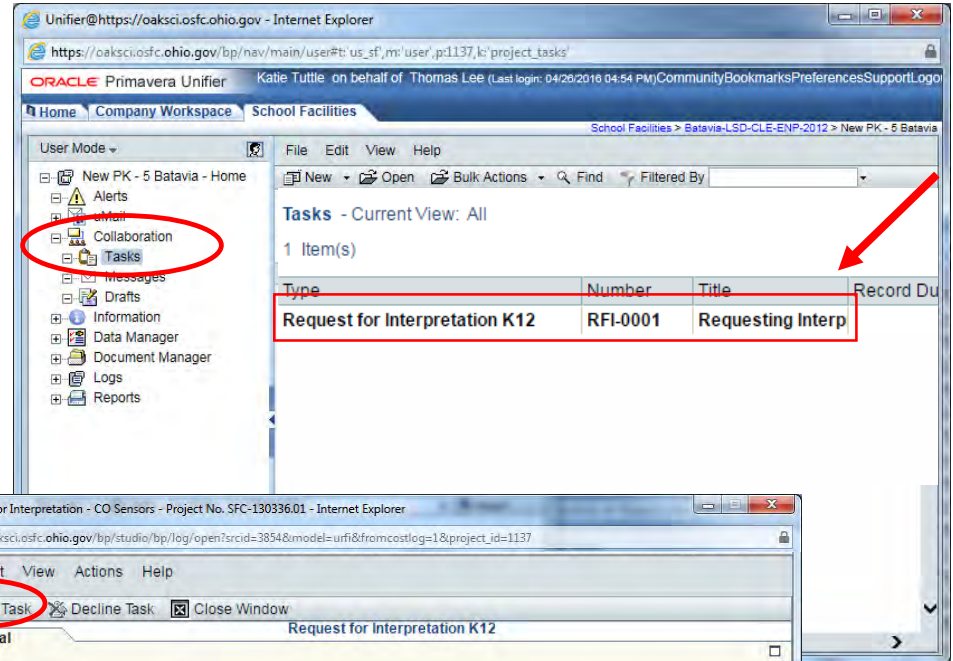 Unifier@https://oaksci.osfc.ohio.gov - Internet Explorer
https://oaksci.osfc.ohio.gov/bp/nav/main/user#t:'us_sf',m:'user',p:1137,k:'project_tasks'
ORACLE Primavera Unifier Katie Tuttle on behalf of Thomas Lee (Last login: 04/26/2016 04:54 PM)CommunityBookmarksPreferencesSupportLogo
Home Company Workspace School Facilities
School Facilities > Batavia-LSD-CLE-ENP-2012 > New PK - 5 Batavia
User Mode File Edit View Help
New PK - 5 Batavia - Home New Open Bulk Actions Find Filtered By
Alerts
uMail Tasks - Current View: All
Collaboration
Tasks 1 Item(s)
Messages
Drafts Type Number Title Record Du
Information Request for Interpretation K12 RFI-0001 Requesting Interp
Data Manager
Document Manager
Logs
Reports
or Interpretation - CO Sensors - Project No. SFC-130336.01 - Internet Explorer
ksci.osfc.ohio.gov/bp/studio/bp/log/open?srcid=3854&model=urfi&fromcostlog=1&project_id=1137
t View Actions Help
Task Decline Task Close Window
Request for Interpretation K12
al